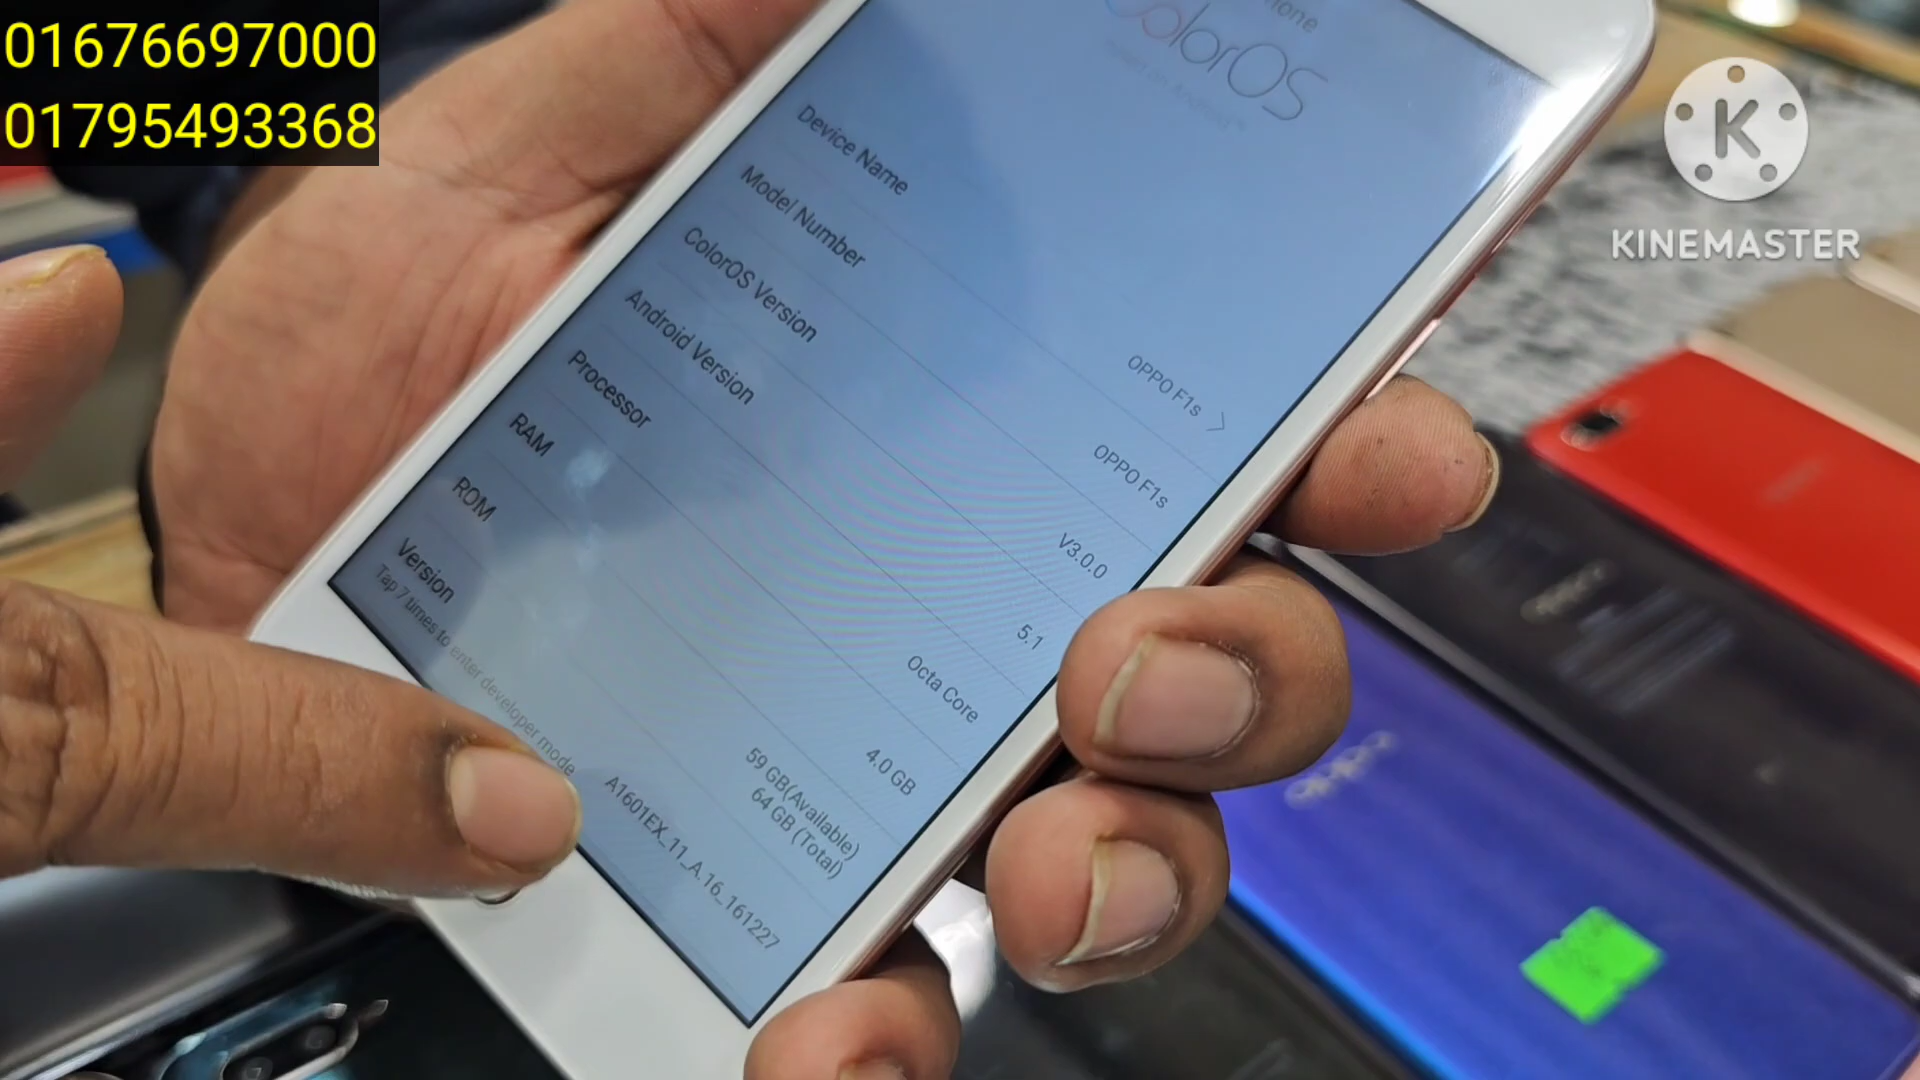 01676697000
01795493368
KINEMASTER
ColorOS
Device Name
OPPO F1s
Model Number
OPPO F1s
ColorOS Version
V3.0.0
Android Version
5.1
Processor
Octa Core
RAM
4.0 GB
ROM
59 GB(Available)
64 GB (Total)
Version
Tap 7 times to enter developer mode
A1601EX_11_A.16_161227
oppo